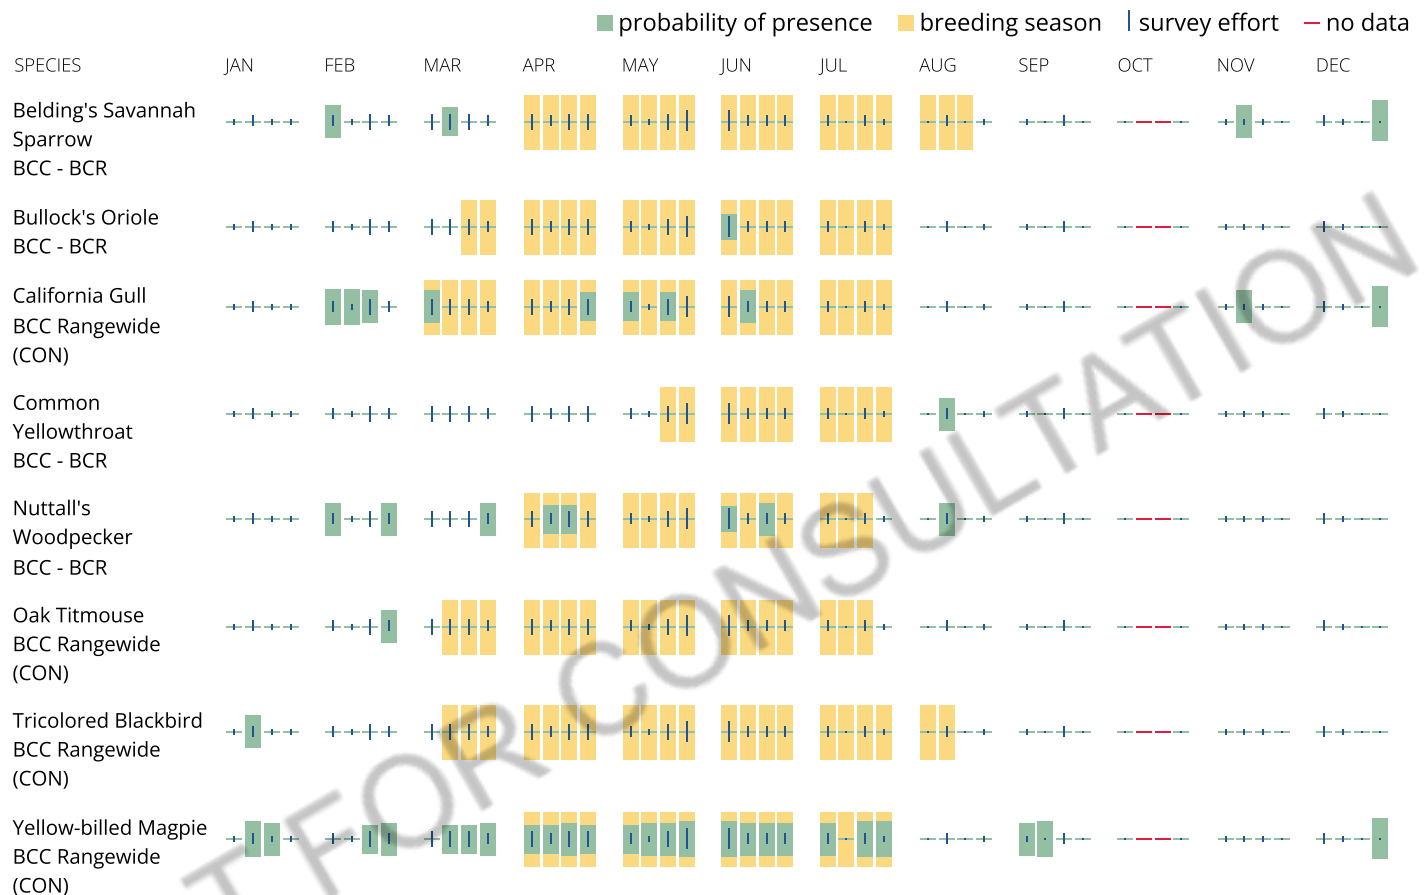 probability of presence breeding season survey effort no data
SPECIES JAN FEB MAR APR MAY JUN JUL AUG SEP OCT NOV DEC
Belding's Savannah
Sparrow
BCC - BCR
Bullock's Oriole
BCC - BCR
California Gull
BCC Rangewide
(CON)
Common
Yellowthroat
BCC - BCR
Nuttall's
Woodpecker
BCC - BCR
Oak Titmouse
BCC Rangewide
(CON)
Tricolored Blackbird
BCC Rangewide
(CON)
Yellow-billed Magpie
BCC Rangewide
(CON)
T FOR CONSULTATION